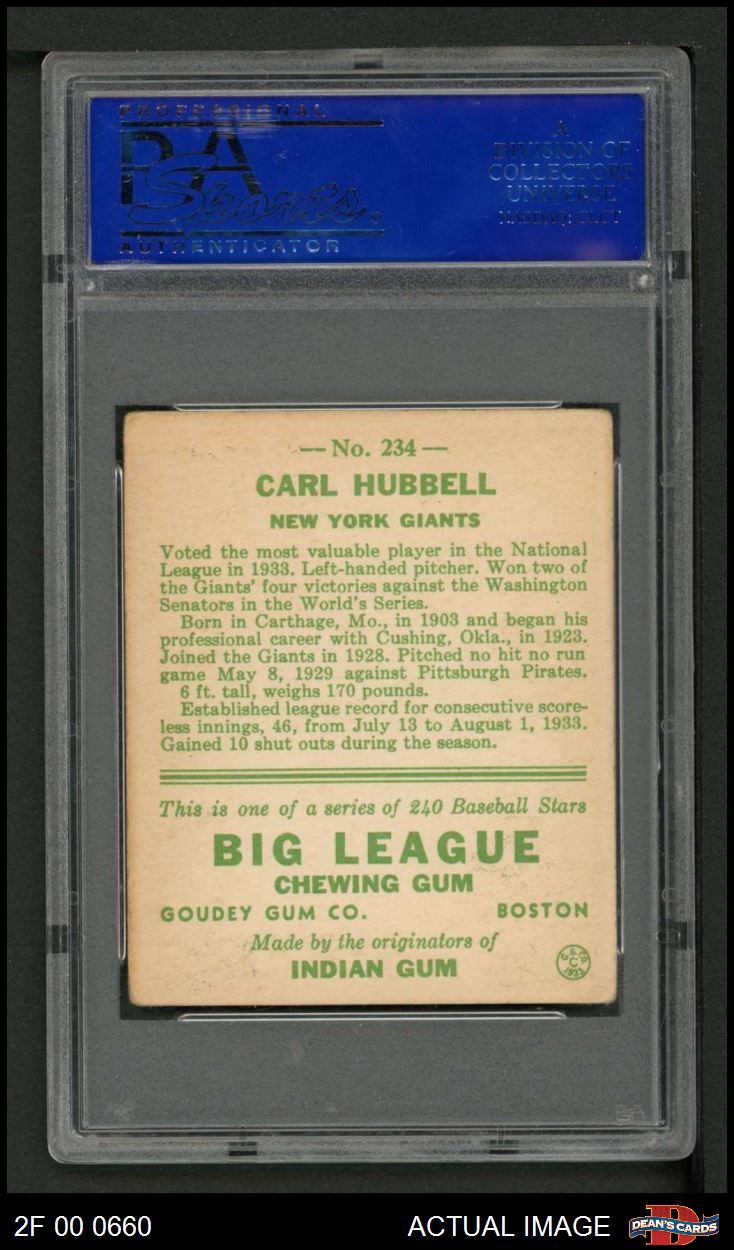 PROFESSIONAL
PSA
Sports
AUTHENTICATOR
A
DIVISION OF
COLLECTORS
UNIVERSE
NASDAQ: CLCT
— No. 234 —
CARL HUBBELL
NEW YORK GIANTS
Voted the most valuable player in the National
League in 1933. Left-handed pitcher. Won two of
the Giants' four victories against the Washington
Senators in the World's Series.
Born in Carthage, Mo., in 1903 and began his
professional career with Cushing, Okla., in 1923.
Joined the Giants in 1928. Pitched no hit no run
game May 8, 1929 against Pittsburgh Pirates.
6 ft. tall, weighs 170 pounds.
Established league record for consecutive score-
less innings, 46, from July 13 to August 1, 1933.
Gained 10 shut outs during the season.
This is one of a series of 240 Baseball Stars
BIG LEAGUE
CHEWING GUM
GOUDEY GUM CO. BOSTON
Made by the originators of
INDIAN GUM
G. G. CO.
C
1933
2F 00 0660 ACTUAL IMAGE D DEAN'S CARDS